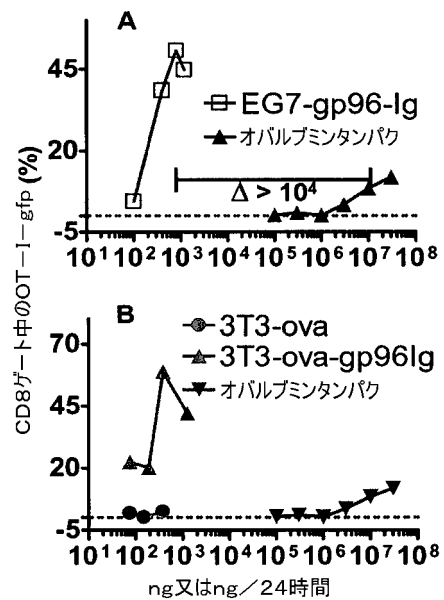 A
CD8ゲート中のOT-I-gfp (%)
45
20
-5
EG7-gp96-Ig
オバルブミンタンパク
Δ > 10⁴
10¹ 10² 10³ 10⁴ 10⁵ 10⁶ 10⁷ 10⁸
B
70
45
20
-5
3T3-ova
3T3-ova-gp96Ig
オバルブミンタンパク
10¹ 10² 10³ 10⁴ 10⁵ 10⁶ 10⁷ 10⁸
ng又はng/24時間